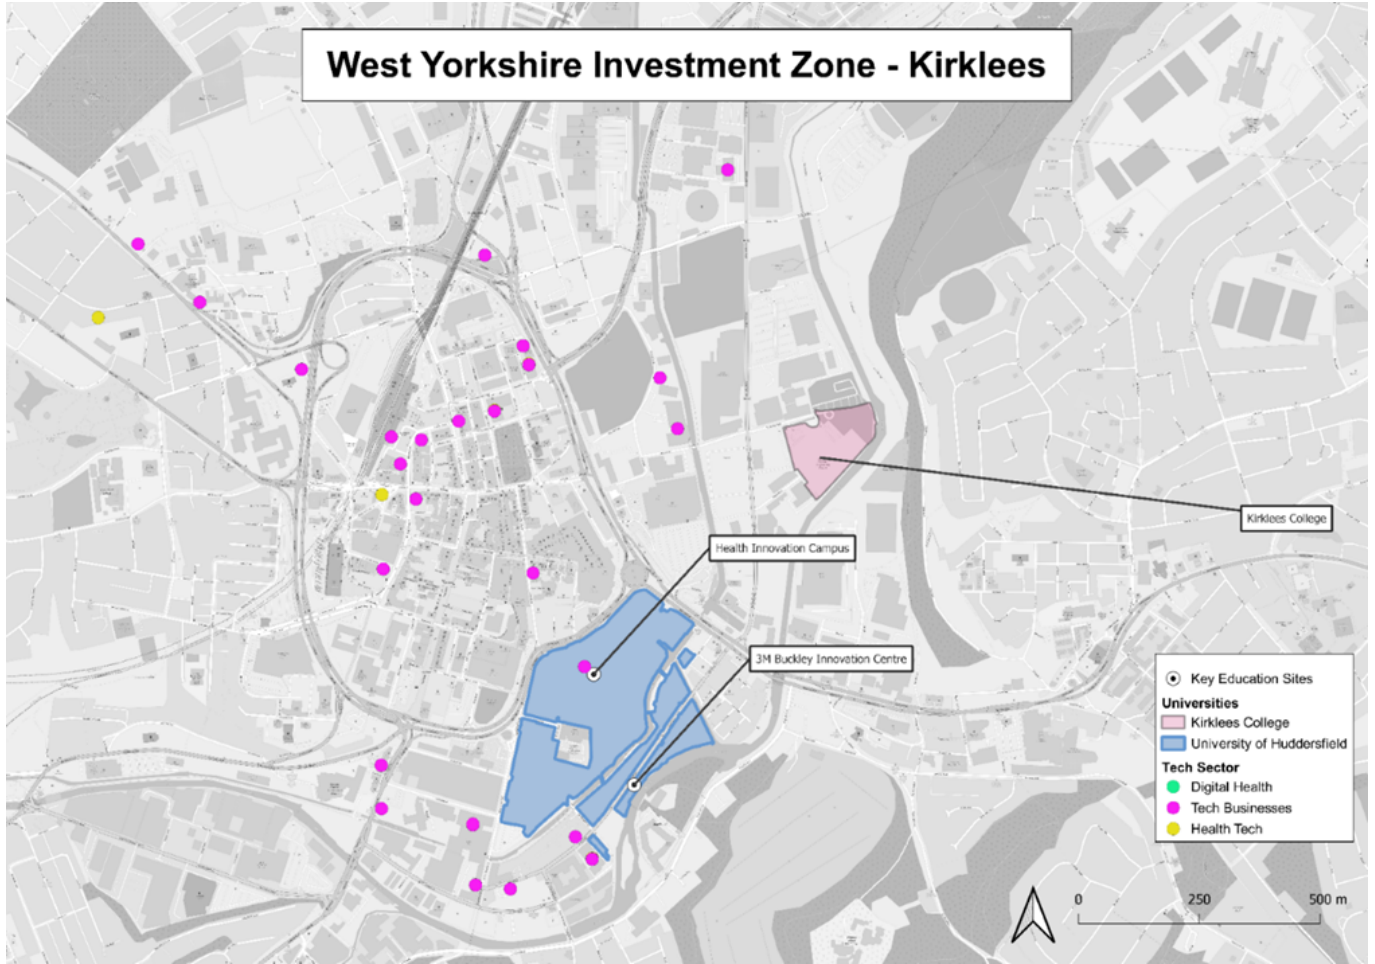 West Yorkshire Investment Zone - Kirklees
Kirklees College
Health Innovation Campus
3M Buckley Innovation Centre
Key Education Sites
Universities
Kirklees College
University of Huddersfield
Tech Sector
Digital Health
Tech Businesses
Health Tech
0 250 500 m